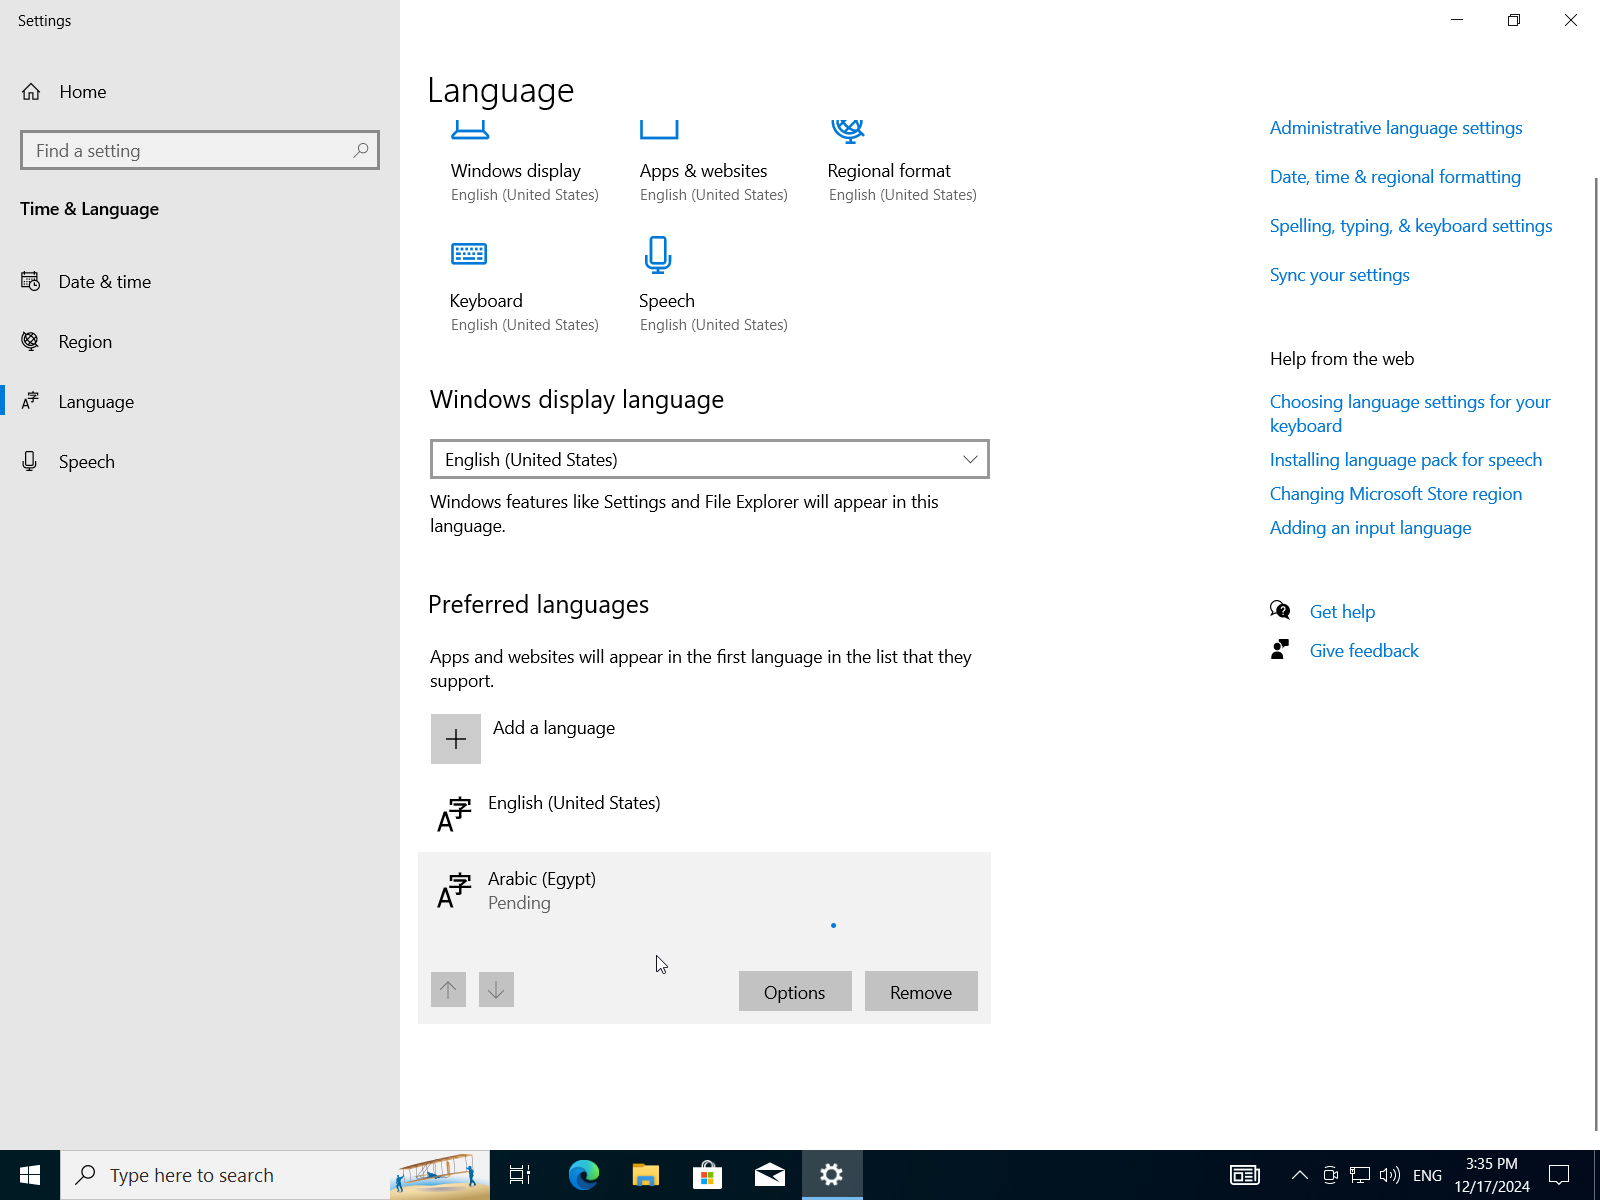 Settings
Home
Find a setting
Time & Language
Date & time
Region
Language
Speech
Language
Windows display
English (United States)
Apps & websites
English (United States)
Regional format
English (United States)
Keyboard
English (United States)
Speech
English (United States)
Windows display language
English (United States)
Windows features like Settings and File Explorer will appear in this
language.
Preferred languages
Apps and websites will appear in the first language in the list that they
support.
Add a language
English (United States)
Arabic (Egypt)
Pending
Options
Remove
Administrative language settings
Date, time & regional formatting
Spelling, typing, & keyboard settings
Sync your settings
Help from the web
Choosing language settings for your
keyboard
Installing language pack for speech
Changing Microsoft Store region
Adding an input language
Get help
Give feedback
Type here to search
ENG
3:35 PM
12/17/2024